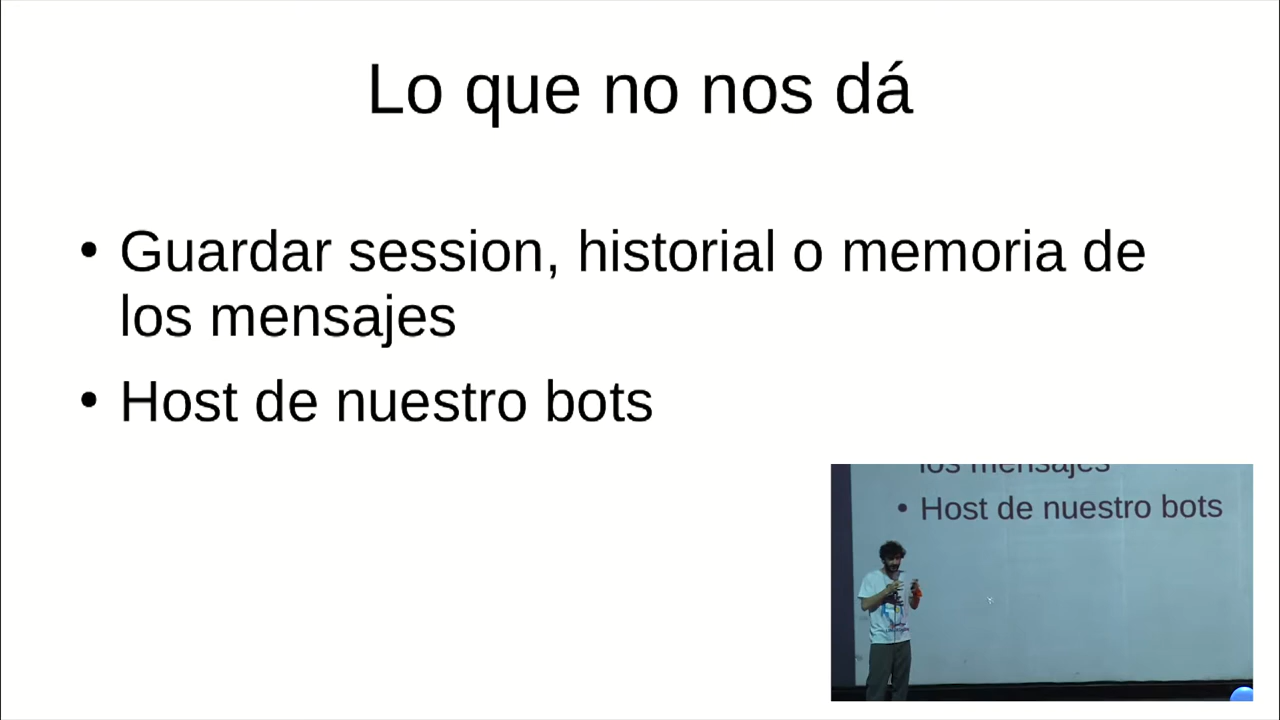 Lo que no nos dá
• Guardar session, historial o memoria de
los mensajes
• Host de nuestro bots
los mensajes
• Host de nuestro bots